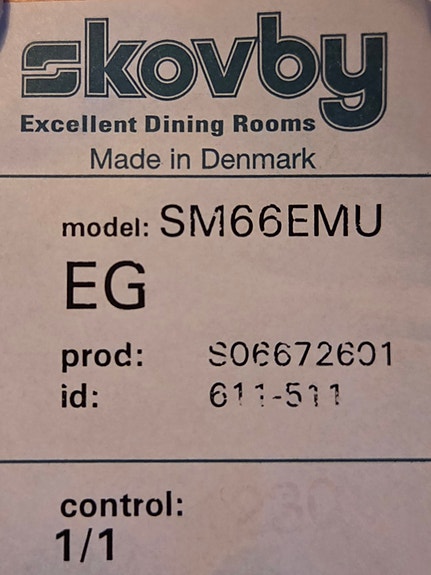 skovby
Excellent Dining Rooms
Made in Denmark
model: SM66EMU
EG
prod: S06672601
id: 611-511
control:
1/1